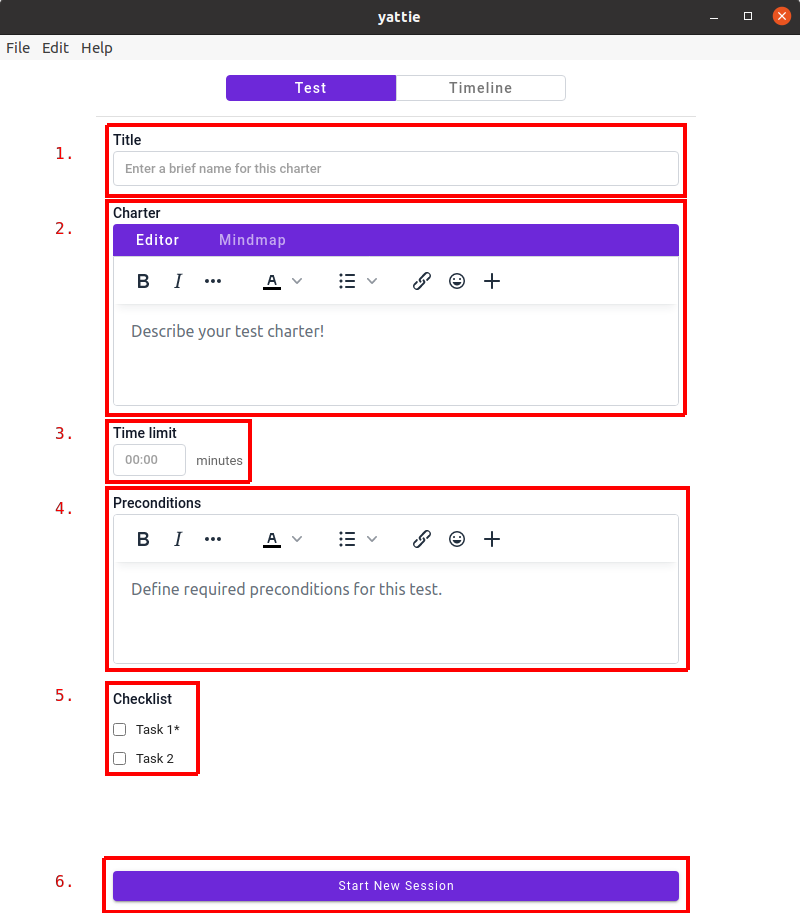 yattie
File Edit Help
Test Timeline
1.
Title
Enter a brief name for this charter
2.
Charter
Editor Mindmap
B I ••• A
Describe your test charter!
3.
Time limit
00:00 minutes
4.
Preconditions
B I ••• A
Define required preconditions for this test.
5.
Checklist
Task 1*
Task 2
6.
Start New Session